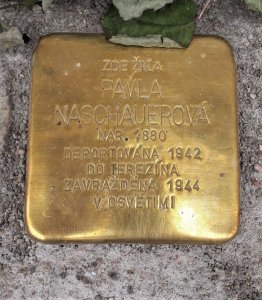 ZDE ŽILA
PAVLA
NASCHAUEROVÁ
NAR. 1880
DEPORTOVÁNA 1942
DO TEREZÍNA
ZAVRAŽDĚNA 1944
V OSVĚTIMI